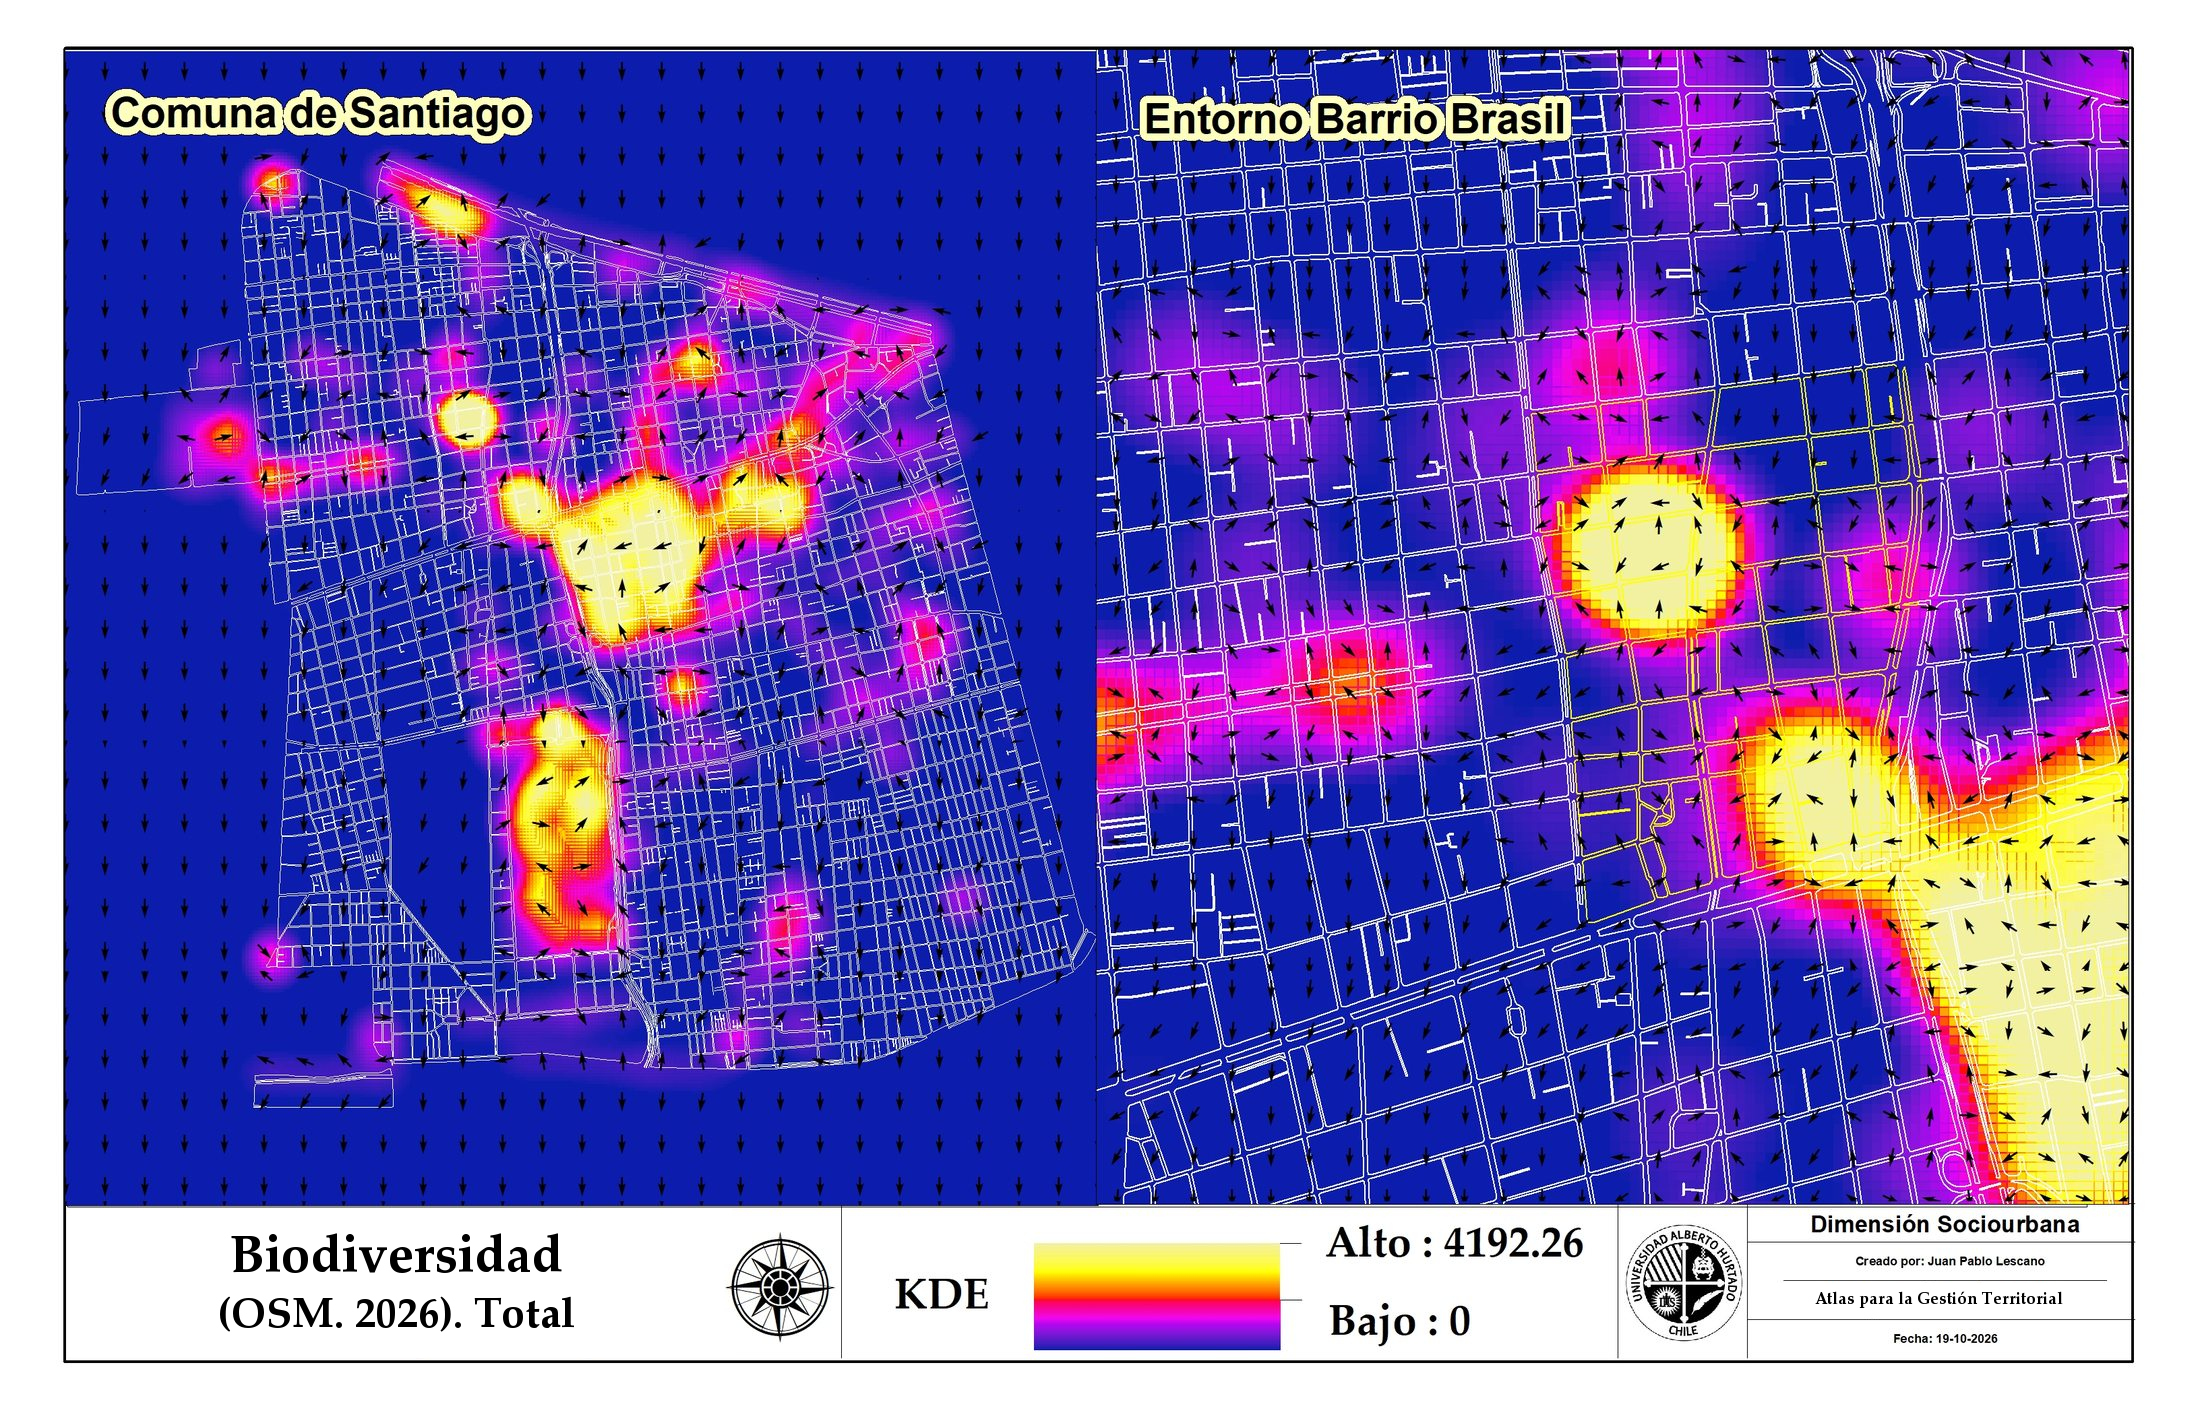 Comuna de Santiago
Entorno Barrio Brasil
Biodiversidad
(OSM. 2026). Total
KDE
Alto : 4192.26
Bajo : 0
UNIVERSIDAD ALBERTO HURTADO
CHILE
Dimensión Sociourbana
Creado por: Juan Pablo Lescano
Atlas para la Gestión Territorial
Fecha: 19-10-2026